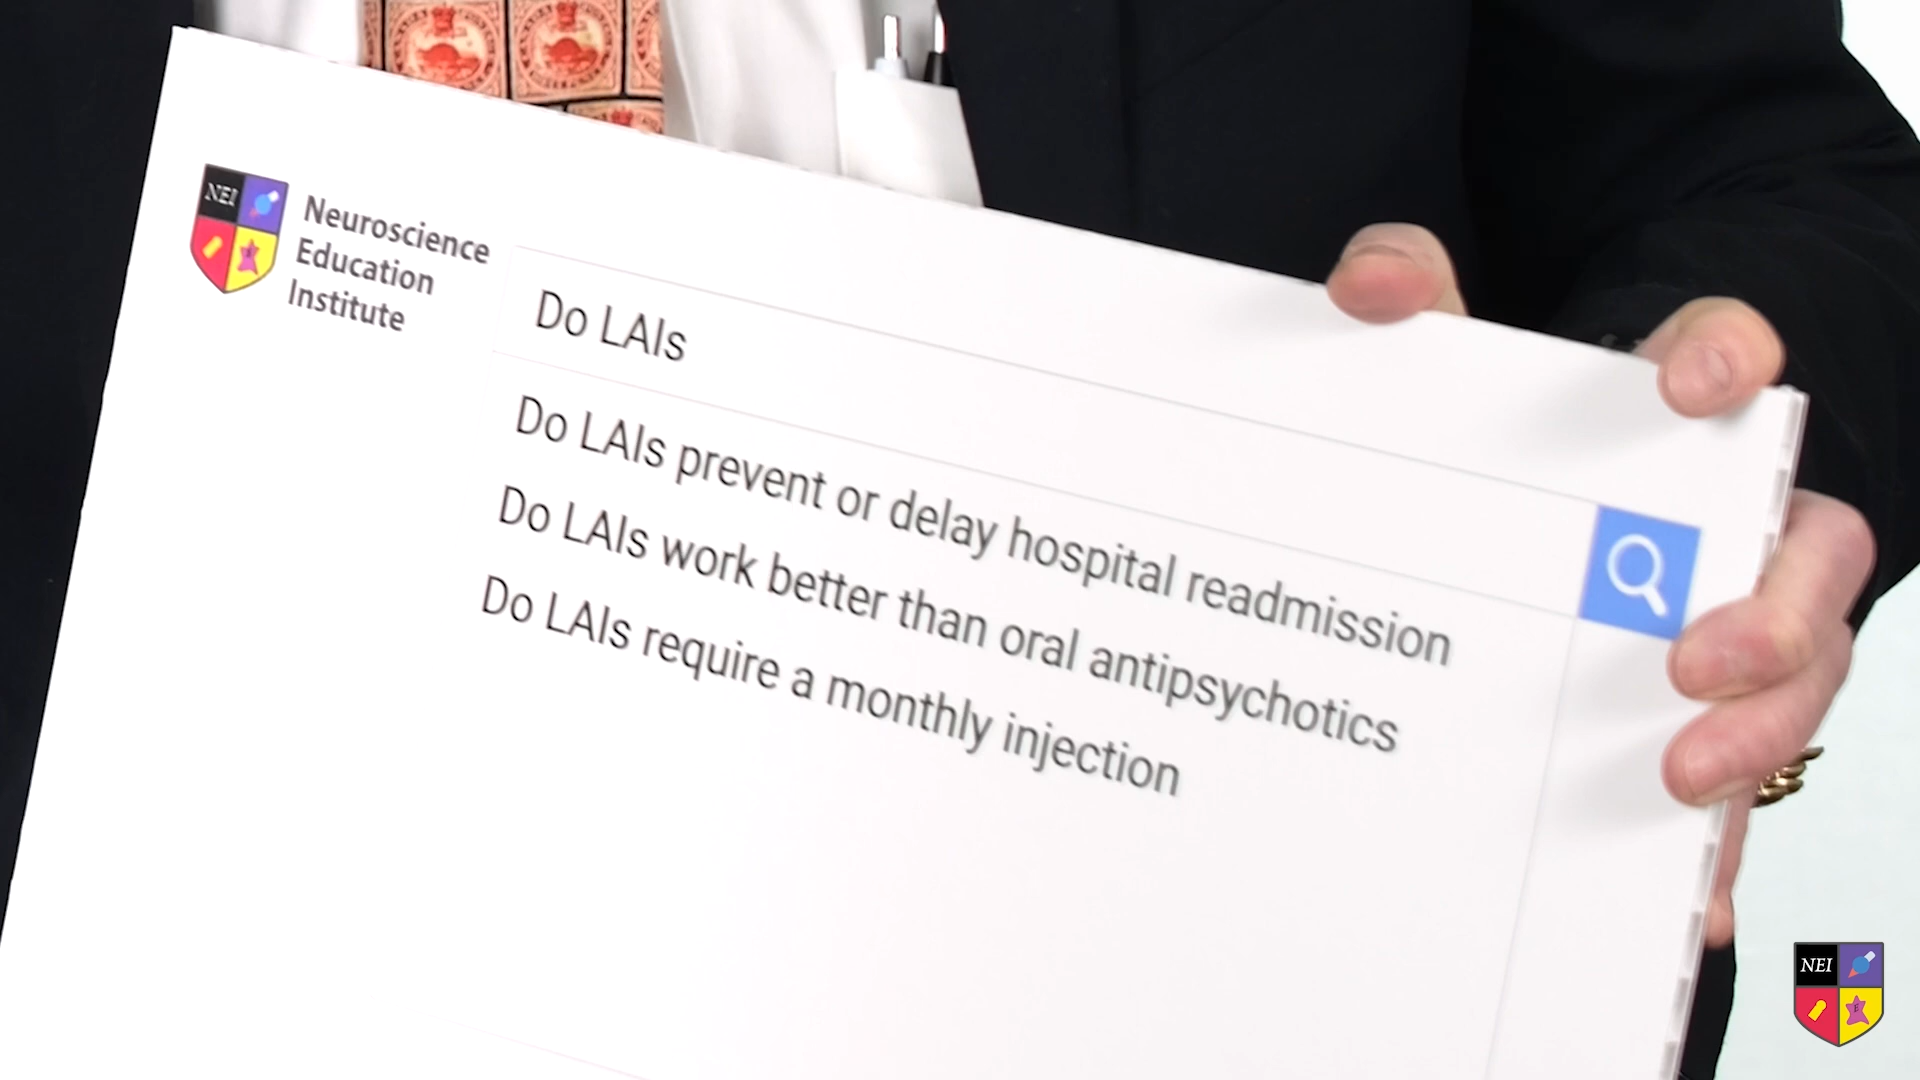 NEI
Neuroscience
Education
Institute
Do LAIs
Do LAIs prevent or delay hospital readmission
Do LAIs work better than oral antipsychotics
Do LAIs require a monthly injection
NEI